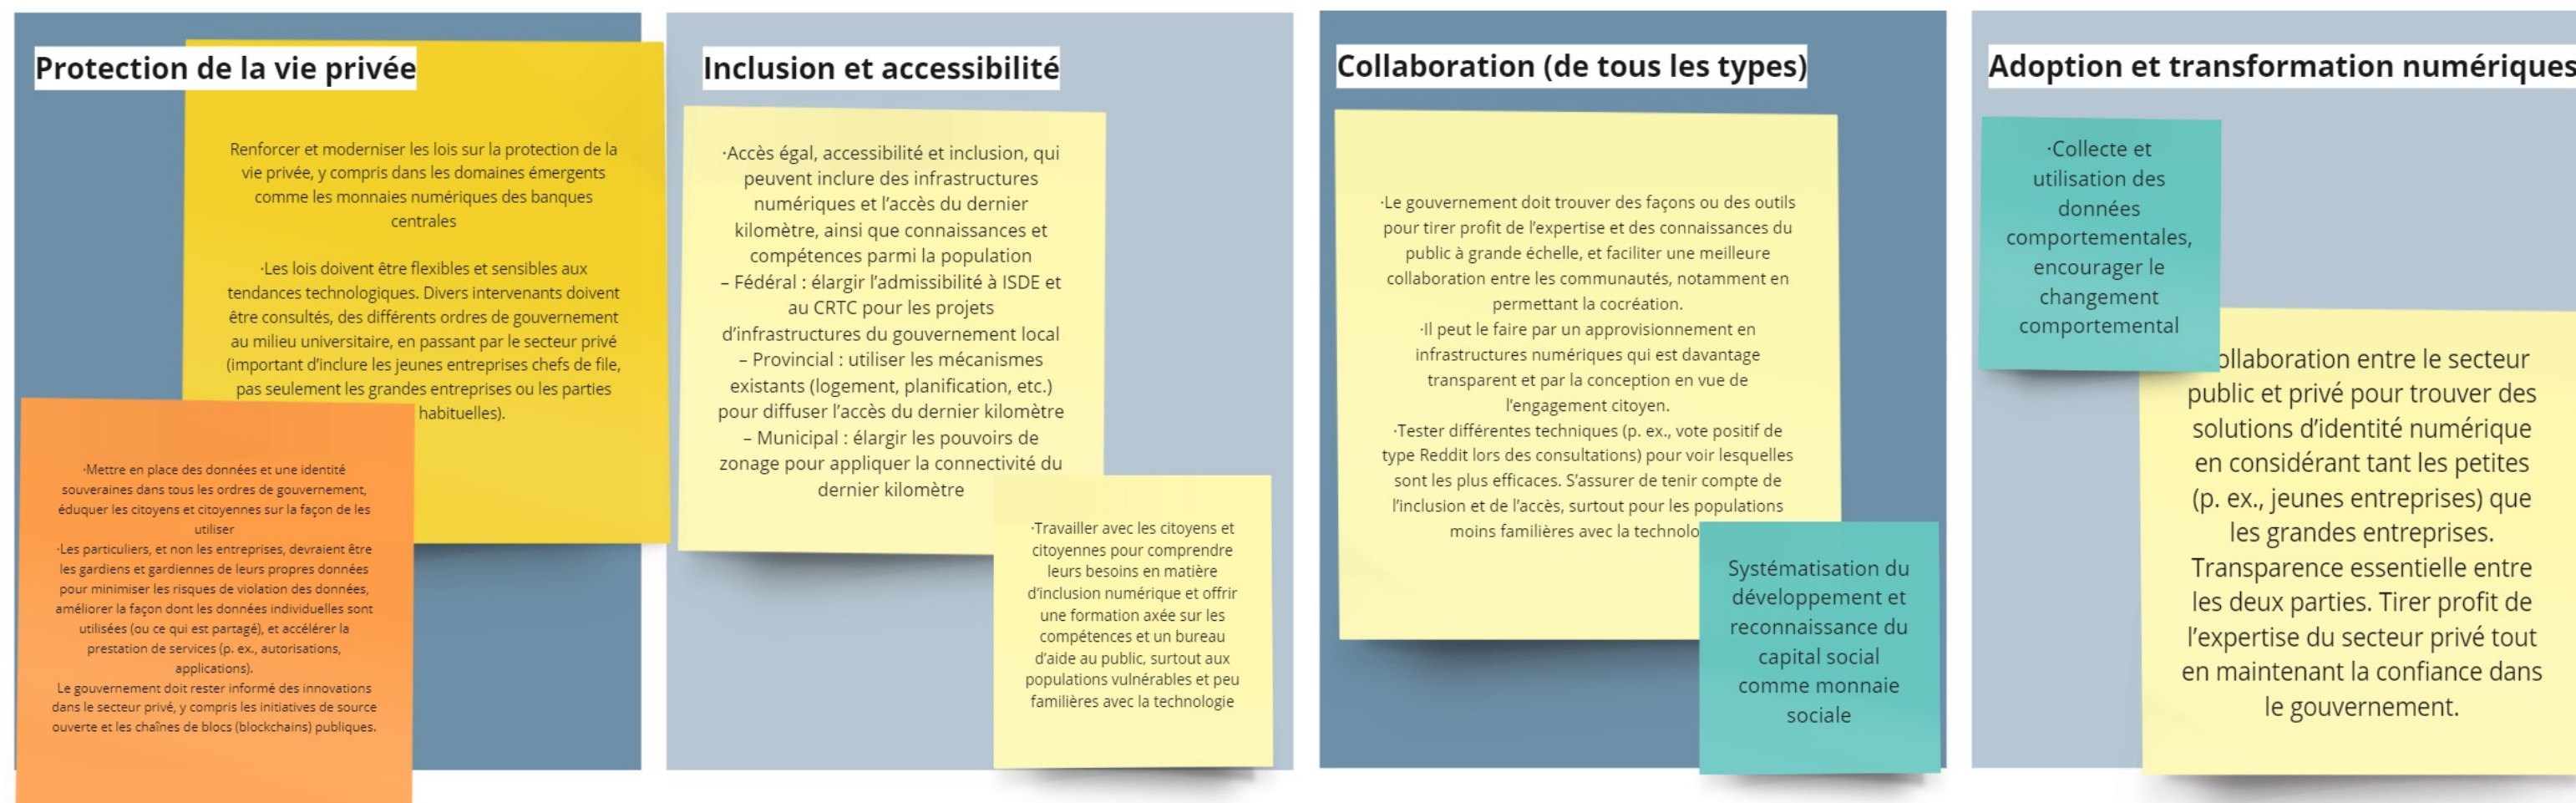 Protection de la vie privée
Renforcer et moderniser les lois sur la protection de la
vie privée, y compris dans les domaines émergents
comme les monnaies numériques des banques
centrales
·Les lois doivent être flexibles et sensibles aux
tendances technologiques. Divers intervenants doivent
être consultés, des différents ordres de gouvernement
au milieu universitaire, en passant par le secteur privé
(important d’inclure les jeunes entreprises chefs de file,
pas seulement les grandes entreprises ou les parties
habituelles).
·Mettre en place des données et une identité
souveraines dans tous les ordres de gouvernement,
éduquer les citoyens et citoyennes sur la façon de les
utiliser
·Les particuliers, et non les entreprises, devraient être
les gardiens et gardiennes de leurs propres données
pour minimiser les risques de violation des données,
améliorer la façon dont les données individuelles sont
utilisées (ou ce qui est partagé), et accélérer la
prestation de services (p. ex., autorisations,
applications).
Le gouvernement doit rester informé des innovations
dans le secteur privé, y compris les initiatives de source
ouverte et les chaînes de blocs (blockchains) publiques.
Inclusion et accessibilité
·Accès égal, accessibilité et inclusion, qui
peuvent inclure des infrastructures
numériques et l’accès du dernier
kilomètre, ainsi que connaissances et
compétences parmi la population
– Fédéral : élargir l’admissibilité à ISDE et
au CRTC pour les projets
d’infrastructures du gouvernement local
– Provincial : utiliser les mécanismes
existants (logement, planification, etc.)
pour diffuser l’accès du dernier kilomètre
– Municipal : élargir les pouvoirs de
zonage pour appliquer la connectivité du
dernier kilomètre
·Travailler avec les citoyens et
citoyennes pour comprendre
leurs besoins en matière
d’inclusion numérique et offrir
une formation axée sur les
compétences et un bureau
d’aide au public, surtout aux
populations vulnérables et peu
familières avec la technologie
Collaboration (de tous les types)
·Le gouvernement doit trouver des façons ou des outils
pour tirer profit de l’expertise et des connaissances du
public à grande échelle, et faciliter une meilleure
collaboration entre les communautés, notamment en
permettant la cocréation.
·Il peut le faire par un approvisionnement en
infrastructures numériques qui est davantage
transparent et par la conception en vue de
l’engagement citoyen.
·Tester différentes techniques (p. ex., vote positif de
type Reddit lors des consultations) pour voir lesquelles
sont les plus efficaces. S’assurer de tenir compte de
l’inclusion et de l’accès, surtout pour les populations
moins familières avec la technolo
Systématisation du
développement et
reconnaissance du
capital social
comme monnaie
sociale
Adoption et transformation numériques
·Collecte et
utilisation des
données
comportementales,
encourager le
changement
comportemental
ollaboration entre le secteur
public et privé pour trouver des
solutions d’identité numérique
en considérant tant les petites
(p. ex., jeunes entreprises) que
les grandes entreprises.
Transparence essentielle entre
les deux parties. Tirer profit de
l’expertise du secteur privé tout
en maintenant la confiance dans
le gouvernement.